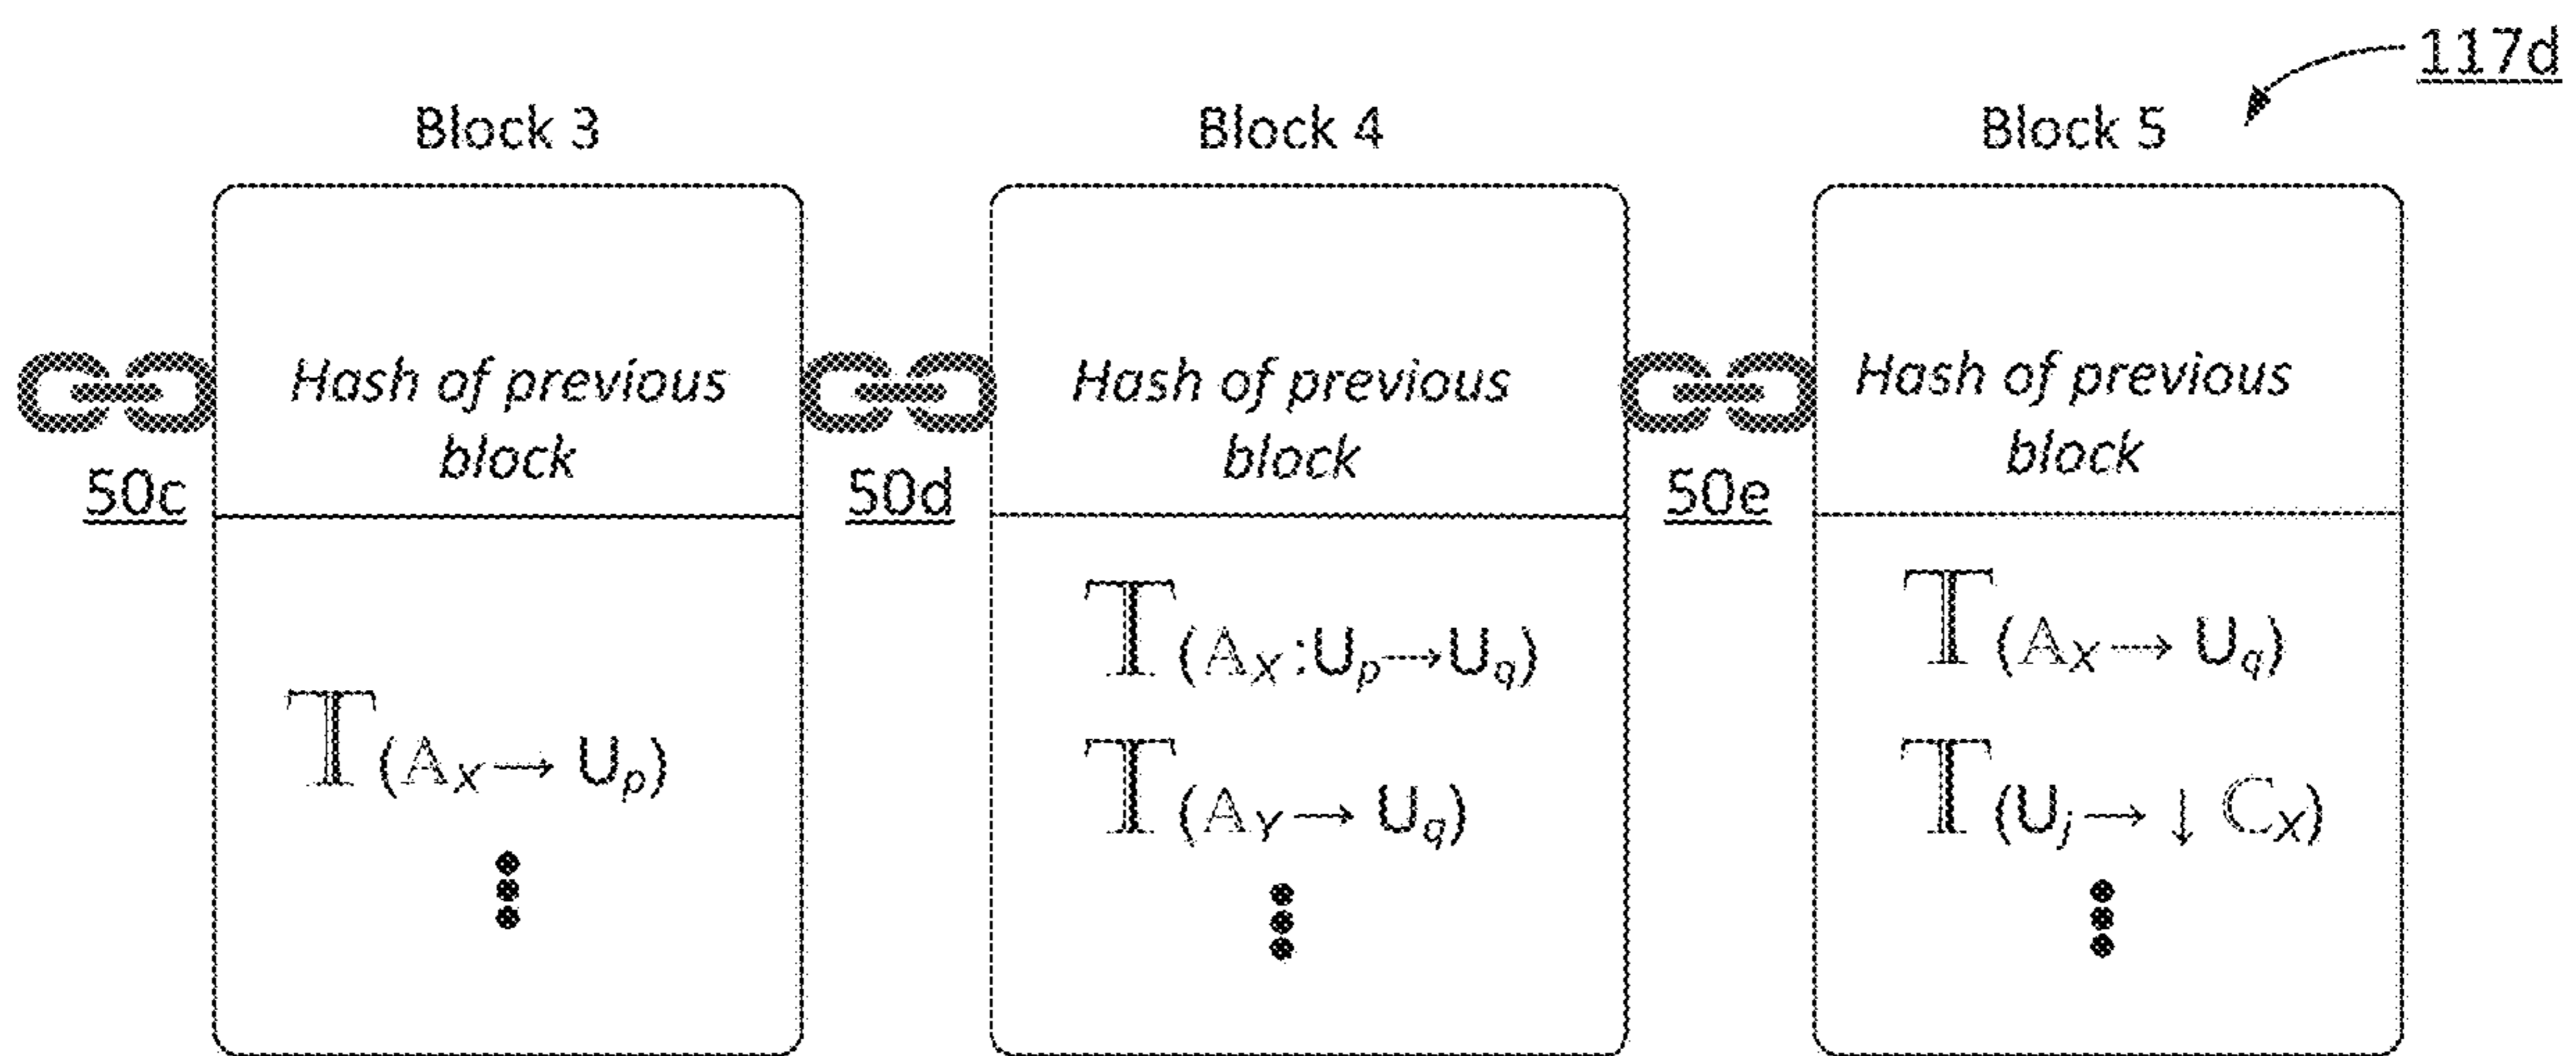 117d
Block 3
Block 4
Block 5
Hash of previous
block
Hash of previous
block
Hash of previous
block
50c
50d
50e
𝕋(𝔸X→ Up)
𝕋(𝔸X:Up→Uq)
𝕋(𝔸Y→ Uq)
𝕋(𝔸X→ Uq)
𝕋(Uj→ ↓ ℂX)